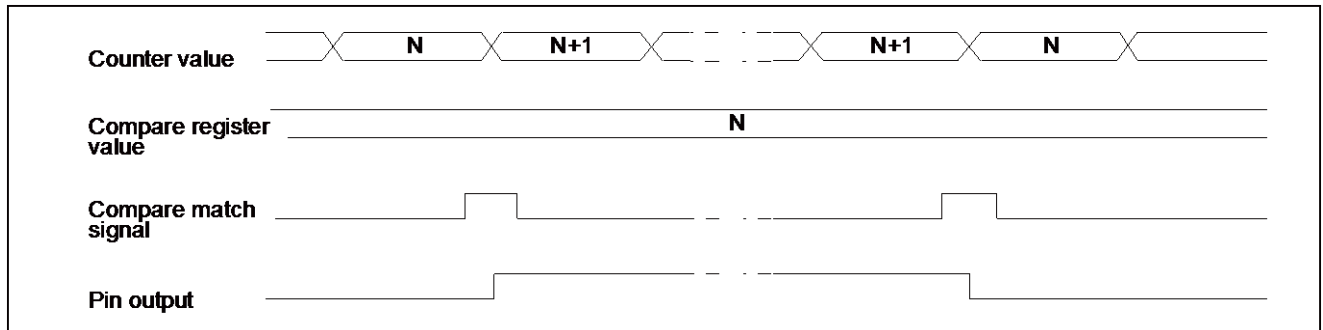 Counter value N N+1 N+1 N
Compare register
value N
Compare match
signal
Pin output